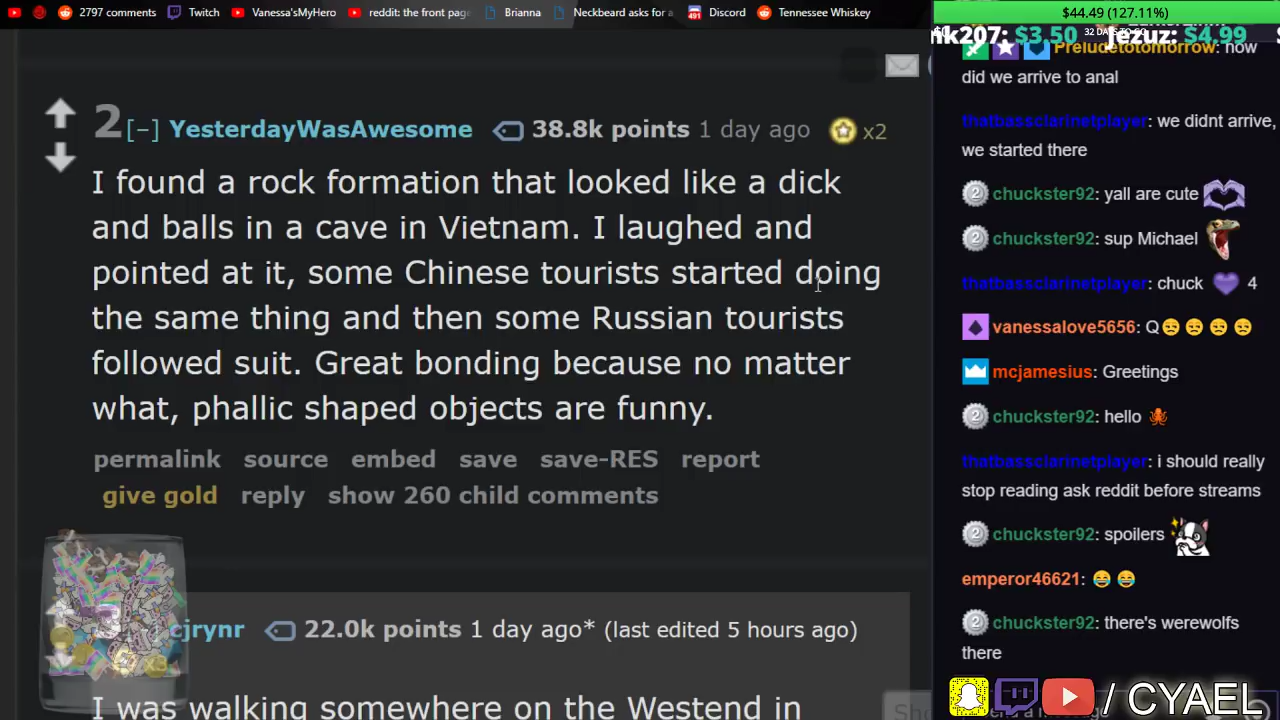 2797 comments Twitch Vanessa'sMyHero reddit: the front page Brianna Neckbeard asks for a Discord Tennessee Whiskey
$44.49 (127.11%)
nk207: $3.50 Jezuz: $4.99
2 [-] YesterdayWasAwesome 38.8k points 1 day ago x2
I found a rock formation that looked like a dick
and balls in a cave in Vietnam. I laughed and
pointed at it, some Chinese tourists started doing
the same thing and then some Russian tourists
followed suit. Great bonding because no matter
what, phallic shaped objects are funny.
permalink source embed save save-RES report
give gold reply show 260 child comments
cjrynr 22.0k points 1 day ago* (last edited 5 hours ago)
x3
I was walking somewhere on the Westend in
Preludetotomorrow: how
did we arrive to anal
thatbassclarinetplayer: we didnt arrive,
we started there
chuckster92: yall are cute
chuckster92: sup Michael
thatbassclarinetplayer: chuck 4
vanessalove5656: Q
mcjamesius: Greetings
chuckster92: hello
thatbassclarinetplayer: i should really
stop reading ask reddit before streams
chuckster92: spoilers
emperor46621:
chuckster92: there's werewolfs
there
/ CYAEL